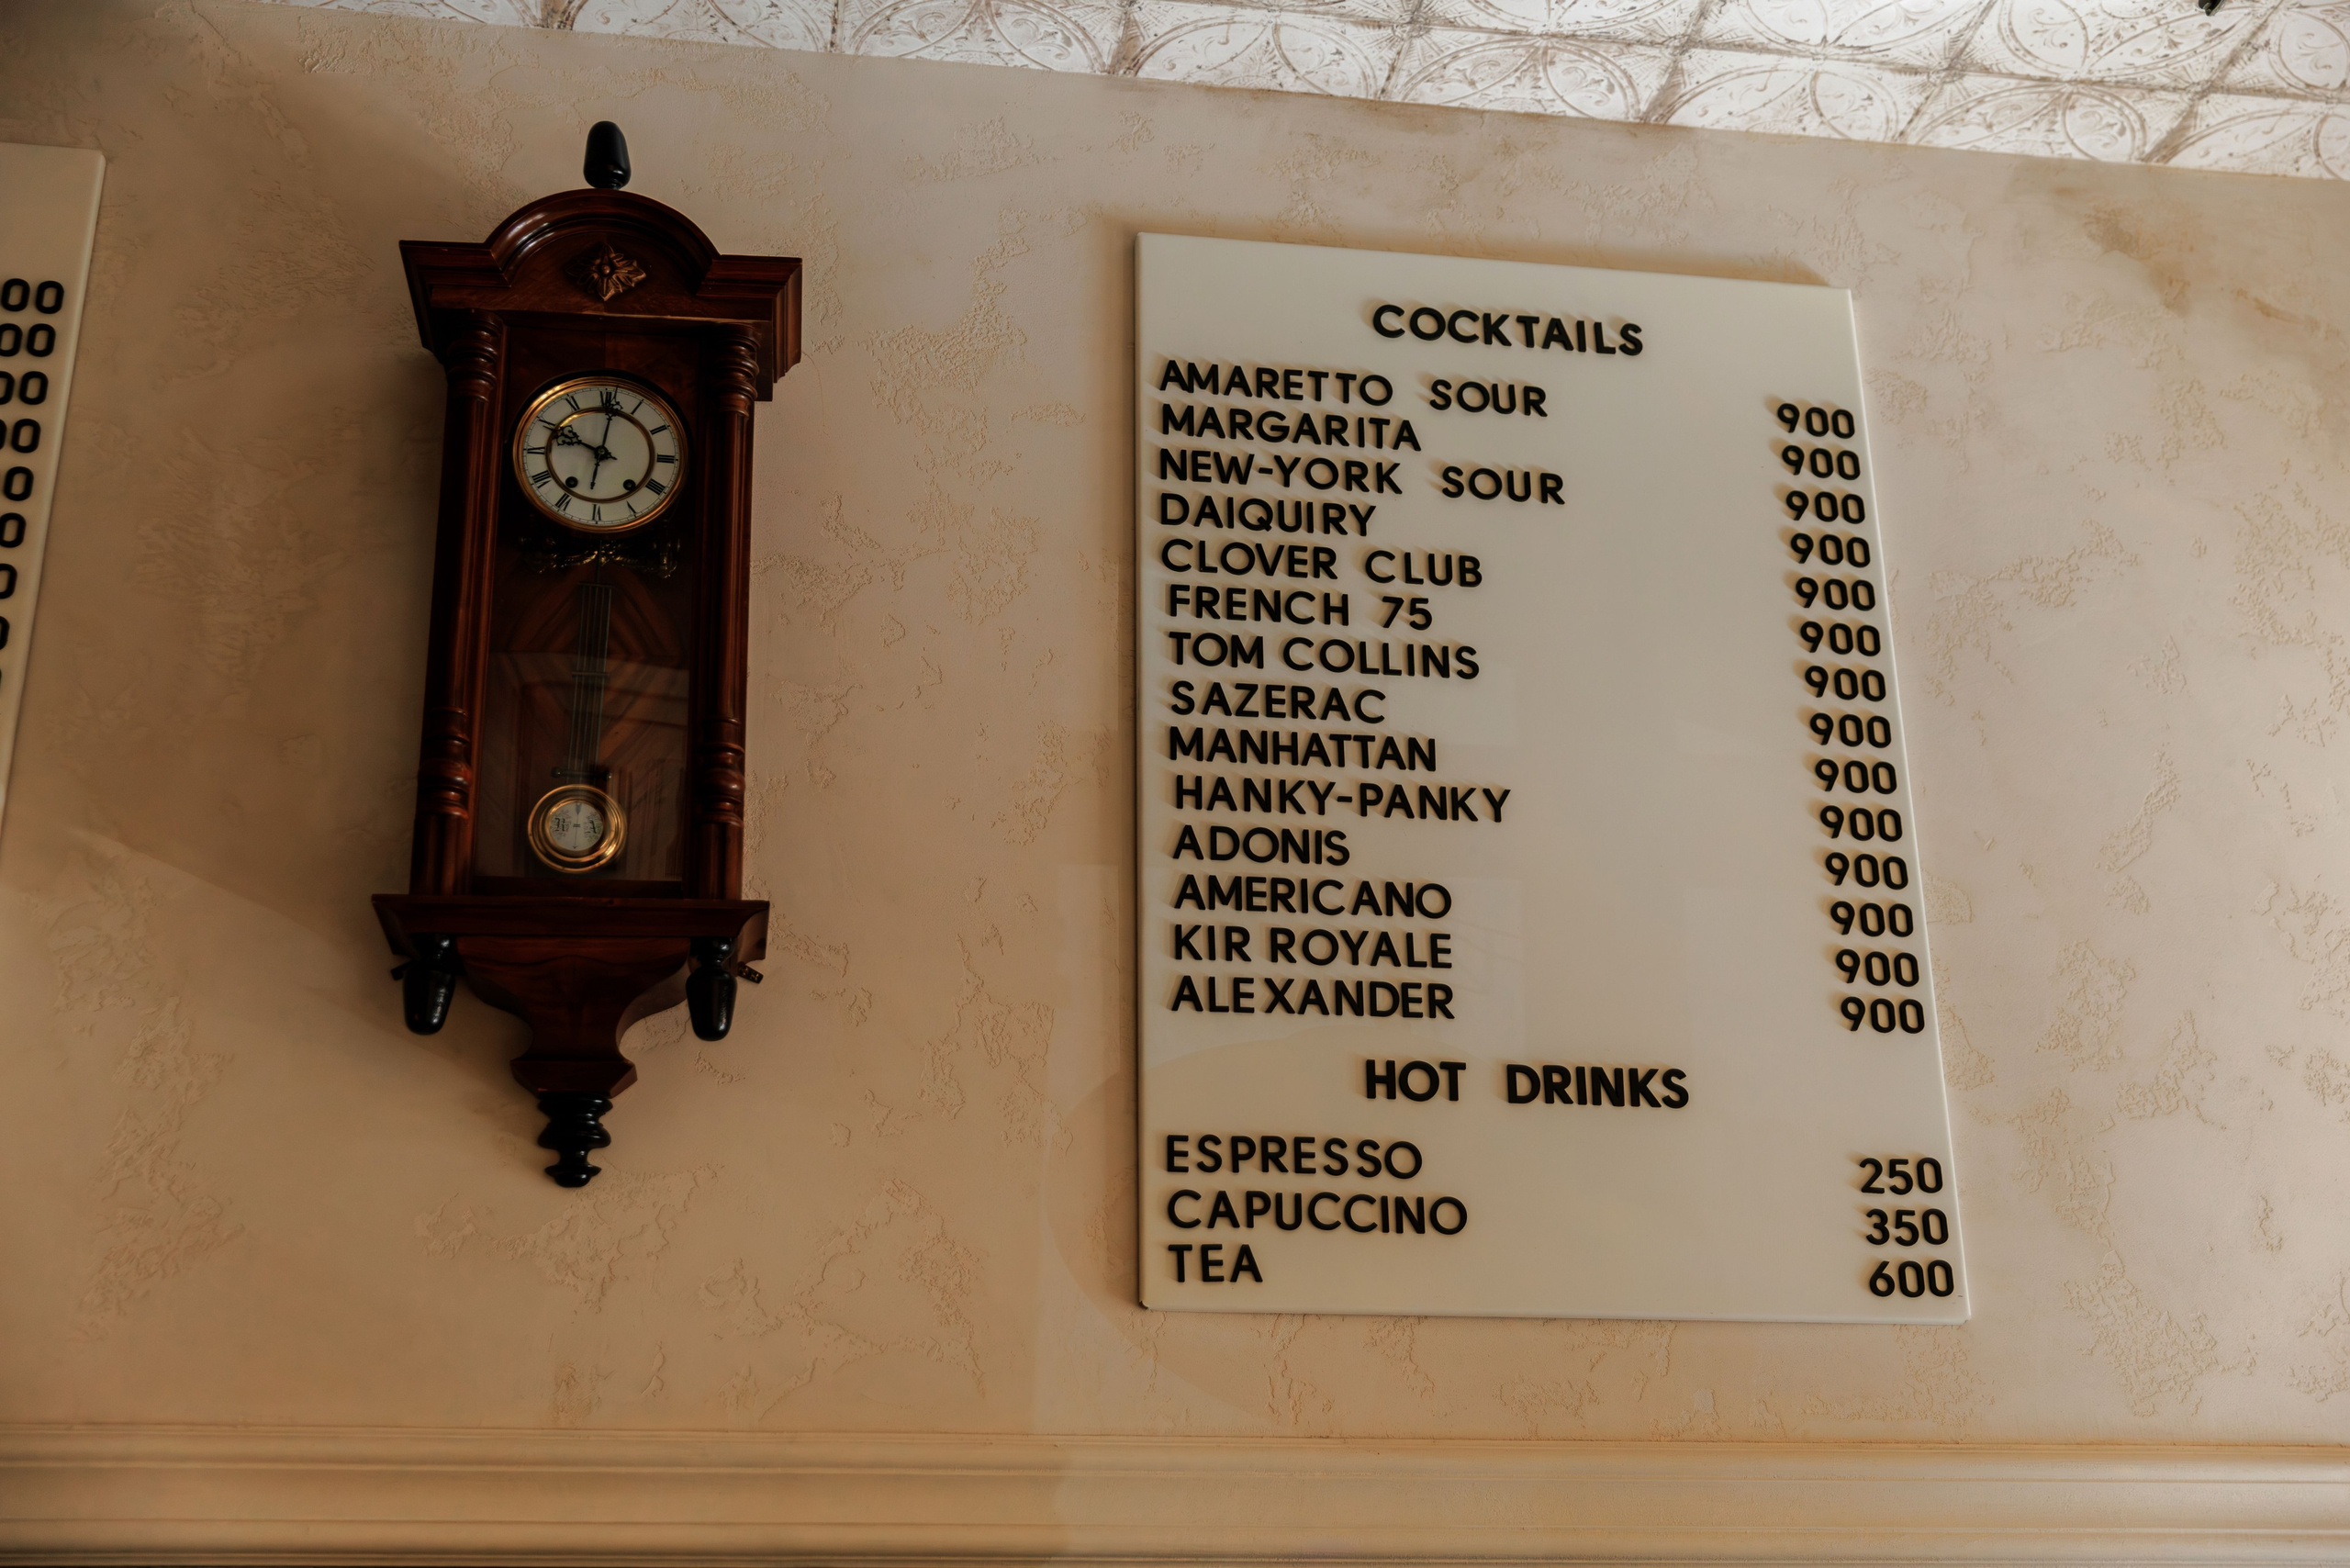 COCKTAILS
AMARETTO SOUR 900
MARGARITA 900
NEW-YORK SOUR 900
DAIQUIRY 900
CLOVER CLUB 900
FRENCH 75 900
TOM COLLINS 900
SAZERAC 900
MANHATTAN 900
HANKY-PANKY 900
ADONIS 900
AMERICANO 900
KIR ROYALE 900
ALEXANDER 900
HOT DRINKS
ESPRESSO 250
CAPUCCINO 350
TEA 600